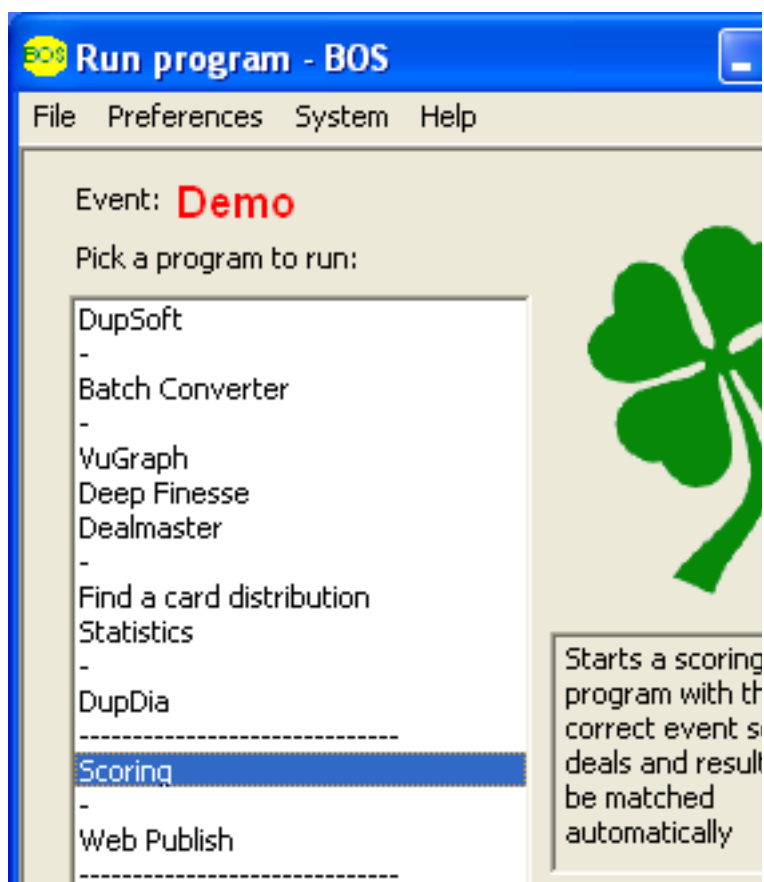 BOS Run program - BOS
File Preferences System Help
Event: Demo
Pick a program to run:
DupSoft
-
Batch Converter
-
VuGraph
Deep Finesse
Dealmaster
-
Find a card distribution
Statistics
-
DupDia
------------------------------
Scoring
-
Web Publish
------------------------------
Starts a scoring
program with th
correct event s
deals and result
be matched
automatically